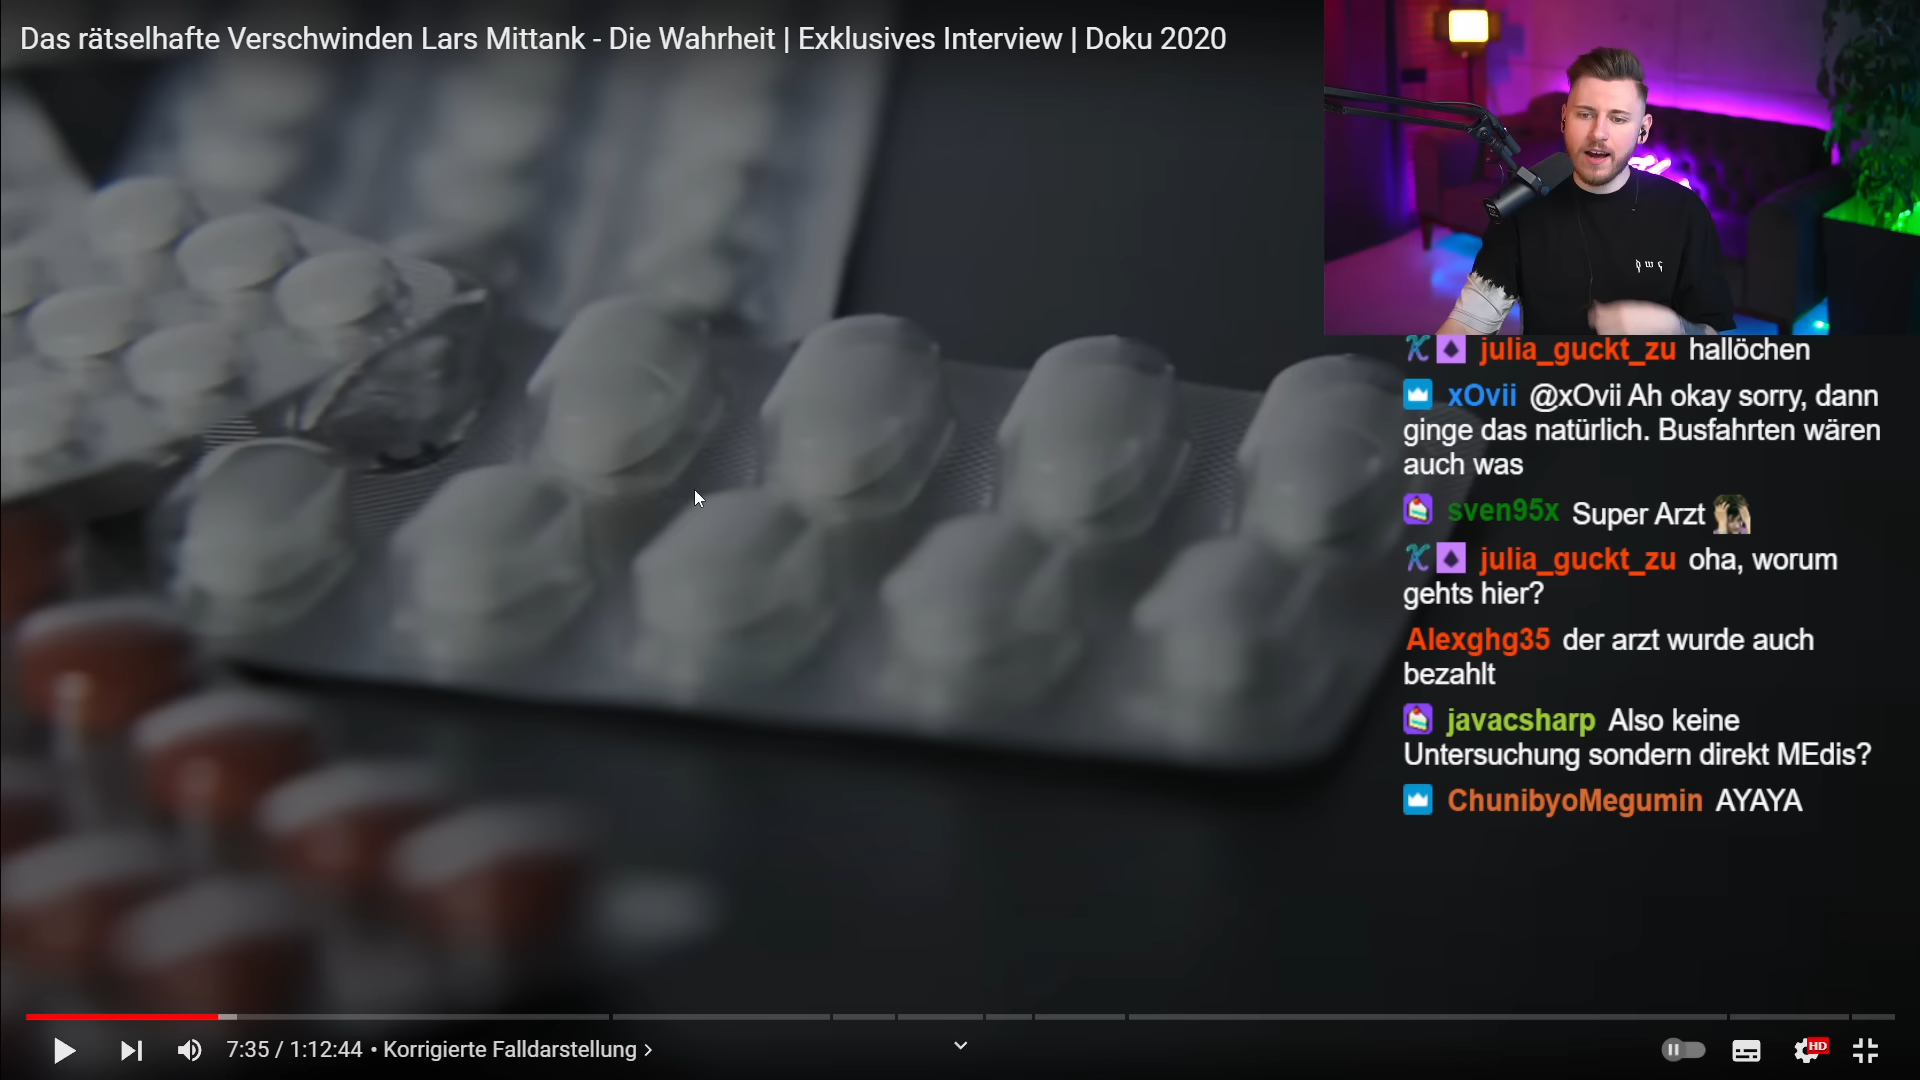 Das rätselhafte Verschwinden Lars Mittank - Die Wahrheit | Exklusives Interview | Doku 2020
julia_guckt_zu hallöchen
xOvii @xOvii Ah okay sorry, dann
ginge das natürlich. Busfahrten wären
auch was
sven95x Super Arzt
julia_guckt_zu oha, worum
gehts hier?
Alexghg35 der arzt wurde auch
bezahlt
javacsharp Also keine
Untersuchung sondern direkt MEdis?
ChunibyoMegumin AYAYA
7:35 / 1:12:44 • Korrigierte Falldarstellung
HD